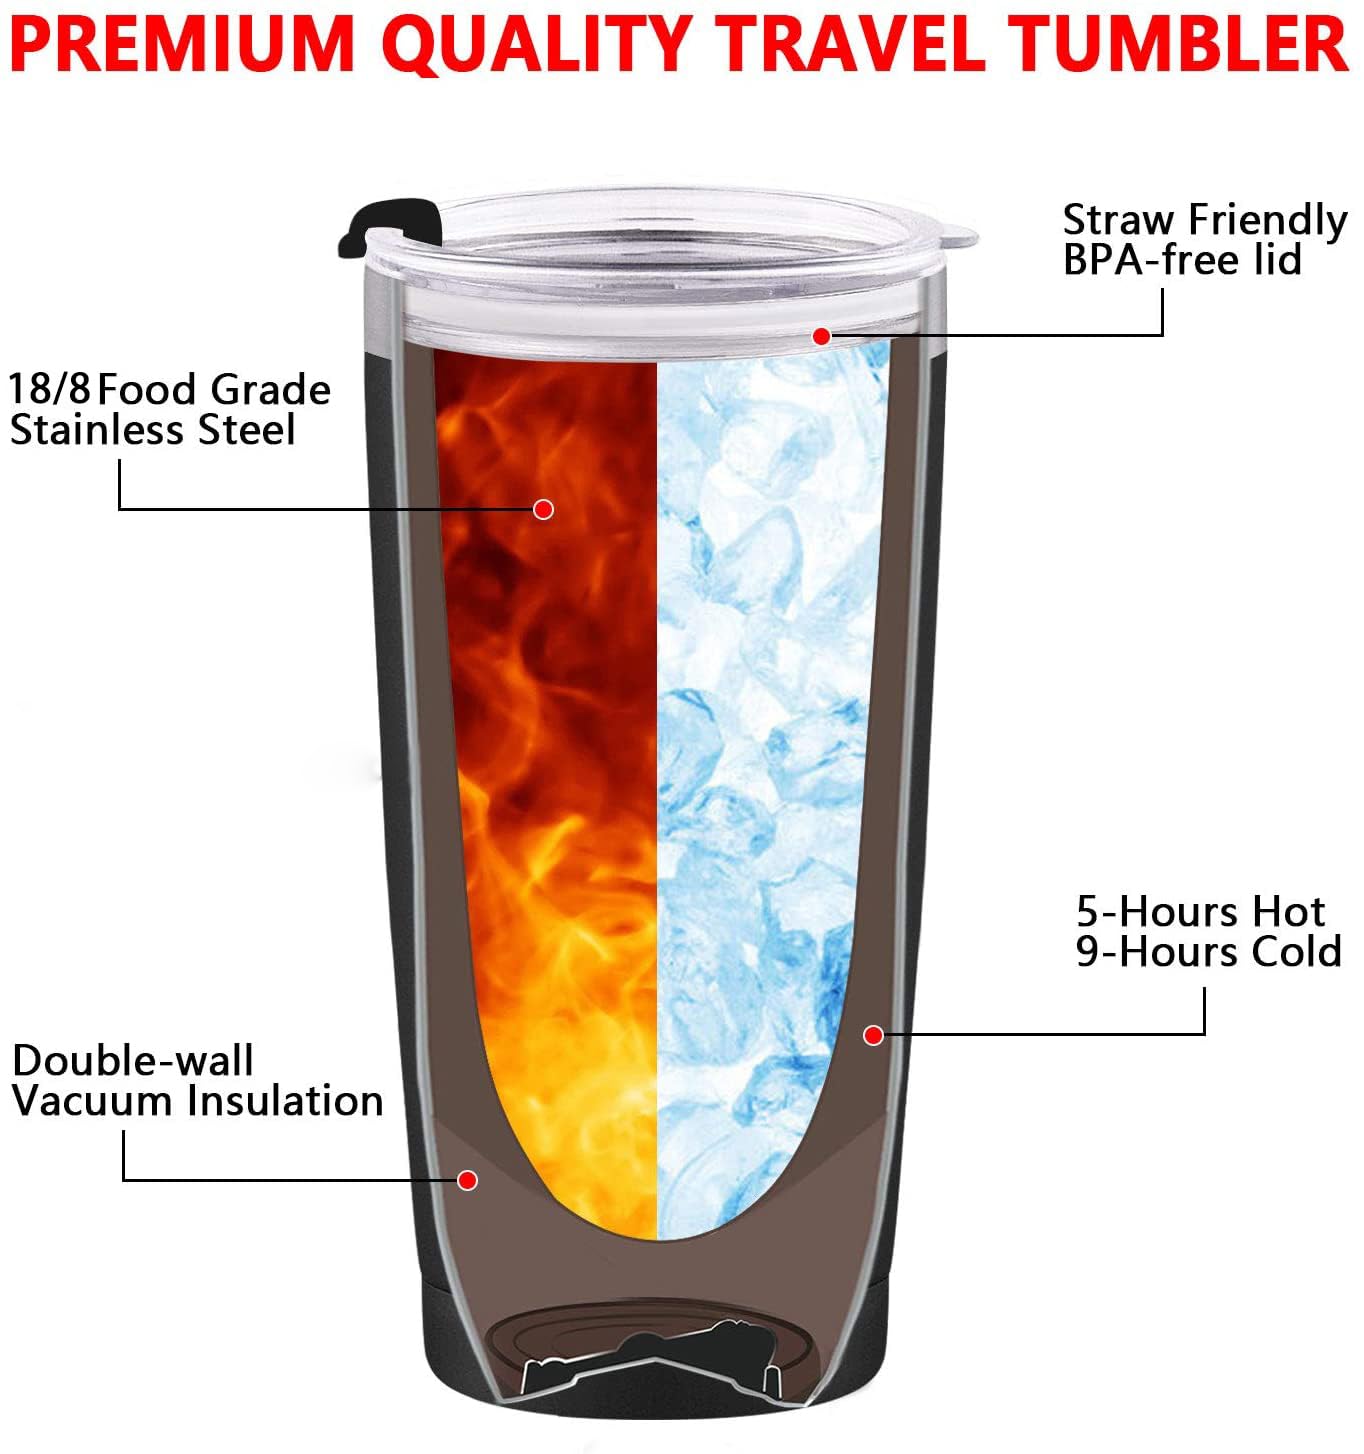 PREMIUM QUALITY TRAVEL TUMBLER
Straw Friendly
BPA-free lid
18/8 Food Grade
Stainless Steel
5-Hours Hot
9-Hours Cold
Double-wall
Vacuum Insulation